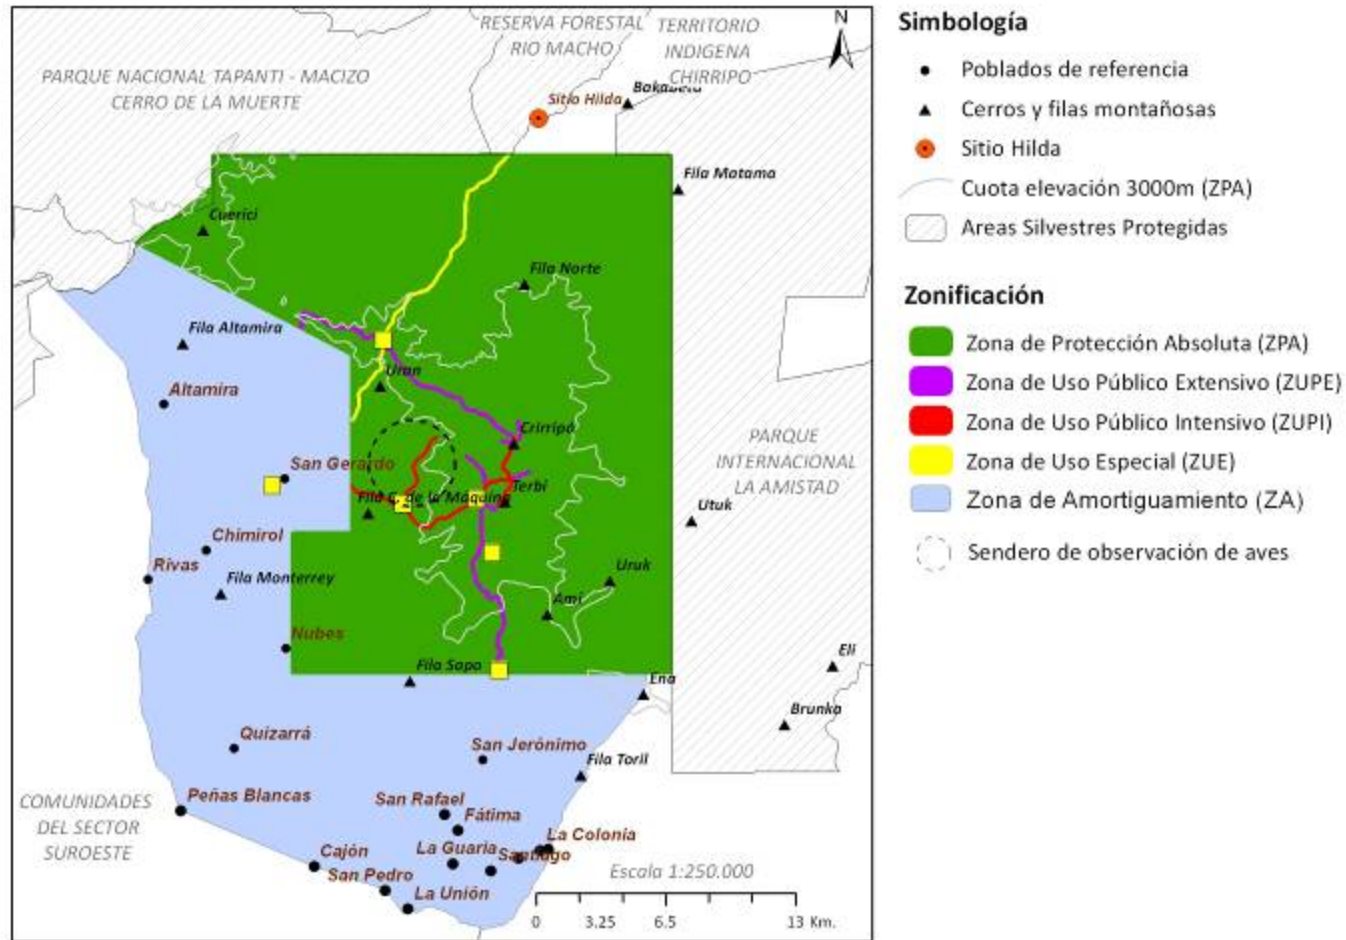 RESERVA FORESTAL
RIO MACHO
TERRITORIO
INDIGENA
CHIRRIPO
N
PARQUE NACIONAL TAPANTI - MACIZO
CERRO DE LA MUERTE
Sitio Hilda
Fila Matama
Cuerici
Fila Norte
Fila Altamira
Uran
Altamira
Crirripó
PARQUE
INTERNACIONAL
LA AMISTAD
San Gerardo
Terbi
Fila C. de la Máquina
Utuk
Chimirol
Rivas
Fila Monterrey
Uruk
Ami
Nubes
Fila Sapo
Ena
Eli
Brunka
Quizarrá
San Jerónimo
Fila Toril
Peñas Blancas
COMUNIDADES
DEL SECTOR
SUROESTE
San Rafael
Fátima
La Colonia
La Guaria
Santiago
Cajón
San Pedro
La Unión
Escala 1:250.000
0 3.25 6.5 13 Km.
Simbología
Poblados de referencia
Cerros y filas montañosas
Sitio Hilda
Cuota elevación 3000m (ZPA)
Areas Silvestres Protegidas
Zonificación
Zona de Protección Absoluta (ZPA)
Zona de Uso Público Extensivo (ZUPE)
Zona de Uso Público Intensivo (ZUPI)
Zona de Uso Especial (ZUE)
Zona de Amortiguamiento (ZA)
Sendero de observación de aves